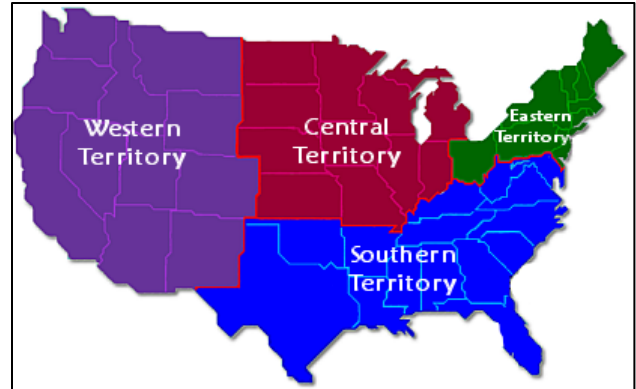 Western
Territory
Central
Territory
Eastern
Territory
Southern
Territory